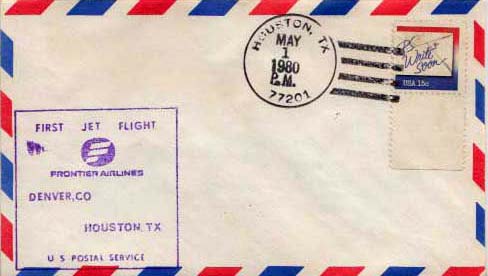 HOUSTON, TX
MAY
1
1980
P.M.
77201
P.S.
Write
Soon
USA 15c
FIRST JET FLIGHT
FRONTIER AIRLINES
DENVER, CO
HOUSTON, TX
U S POSTAL SERVICE